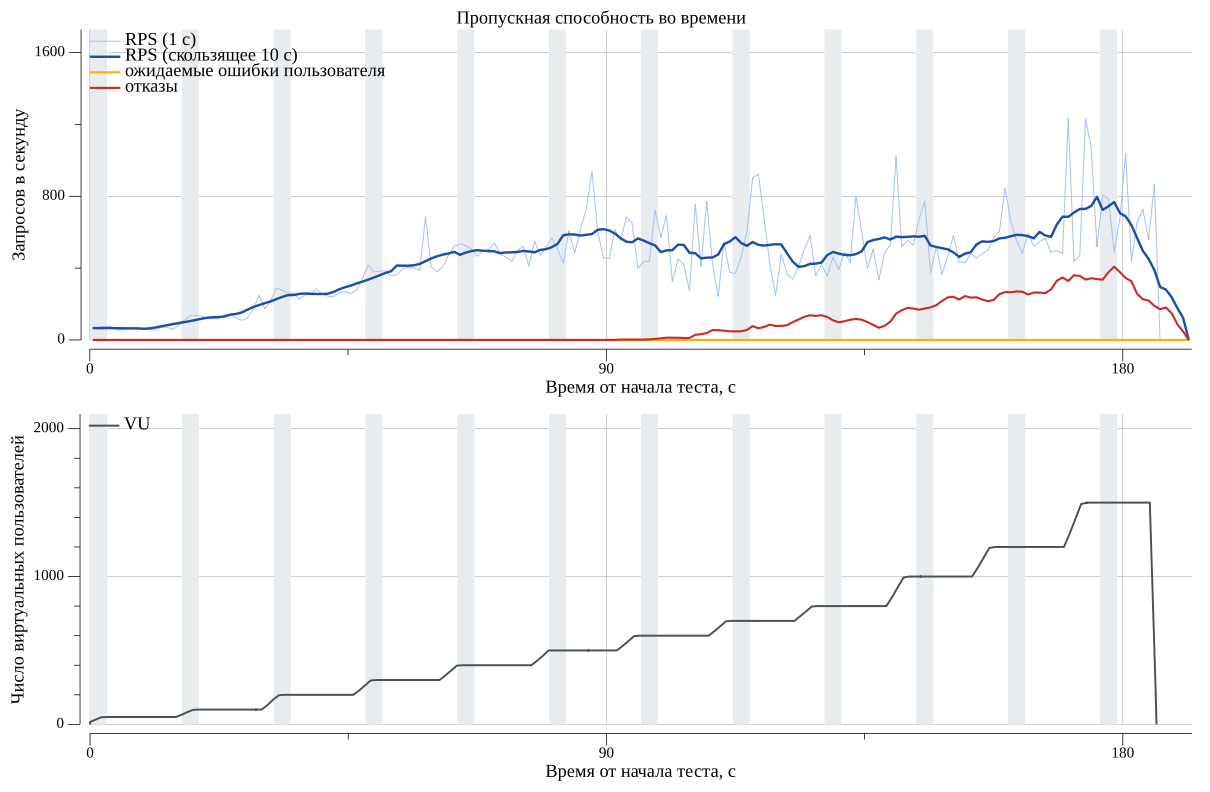 Пропускная способность во времени
RPS (1 с)
RPS (скользящее 10 с)
ожидаемые ошибки пользователя
отказы
Запросов в секунду
1600
800
0
0
90
180
Время от начала теста, с
VU
Число виртуальных пользователей
2000
1000
0
0
90
180
Время от начала теста, с